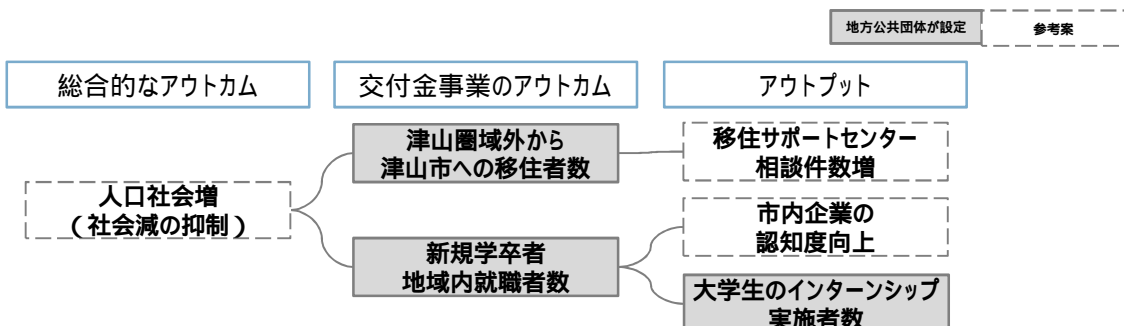 地方公共団体が設定
参考案
総合的なアウトカム
交付金事業のアウトカム
アウトプット
津山圏域外から
津山市への移住者数
移住サポートセンター
相談件数増
人口社会増
(社会減の抑制)
市内企業の
認知度向上
新規学卒者
地域内就職者数
大学生のインターンシップ
実施者数